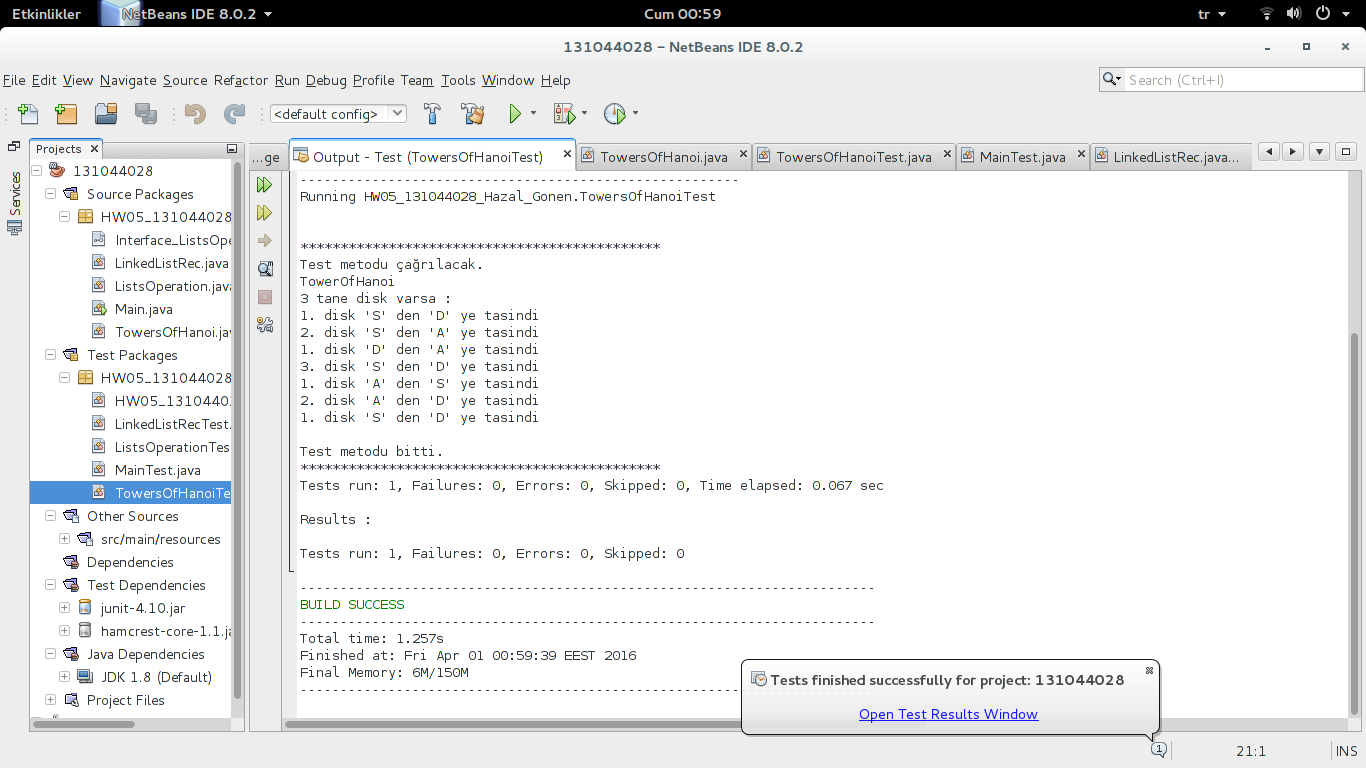 Etkinlikler
NetBeans IDE 8.0.2
Cum 00:59
tr
131044028 – NetBeans IDE 8.0.2
File Edit View Navigate Source Refactor Run Debug Profile Team Tools Window Help
Search (Ctrl+I)
<default config>
Services
Projects
131044028
Source Packages
HW05_131044028
Interface_ListsOpe
LinkedListRec.java
ListsOperation.java
Main.java
TowersOfHanoi.jav
Test Packages
HW05_131044028
HW05_13104402
LinkedListRecTest.
ListsOperationTes
MainTest.java
TowersOfHanoiTe
Other Sources
src/main/resources
Dependencies
Test Dependencies
junit-4.10.jar
hamcrest-core-1.1.ja
Java Dependencies
JDK 1.8 (Default)
Project Files
...ge
Output - Test (TowersOfHanoiTest)
TowersOfHanoi.java
TowersOfHanoiTest.java
MainTest.java
LinkedListRec.java...
-------------------------------------------------------
Running HW05_131044028_Hazal_Gonen.TowersOfHanoiTest
*********************************************
Test metodu çağrılacak.
TowerOfHanoi
3 tane disk varsa :
1. disk 'S' den 'D' ye tasindi
2. disk 'S' den 'A' ye tasindi
1. disk 'D' den 'A' ye tasindi
3. disk 'S' den 'D' ye tasindi
1. disk 'A' den 'S' ye tasindi
2. disk 'A' den 'D' ye tasindi
1. disk 'S' den 'D' ye tasindi
Test metodu bitti.
*********************************************
Tests run: 1, Failures: 0, Errors: 0, Skipped: 0, Time elapsed: 0.067 sec
Results :
Tests run: 1, Failures: 0, Errors: 0, Skipped: 0
------------------------------------------------------------------------
BUILD SUCCESS
------------------------------------------------------------------------
Total time: 1.257s
Finished at: Fri Apr 01 00:59:39 EEST 2016
Final Memory: 6M/150M
------------------------------------------------------------------------
Tests finished successfully for project: 131044028
Open Test Results Window
1
21:1
INS